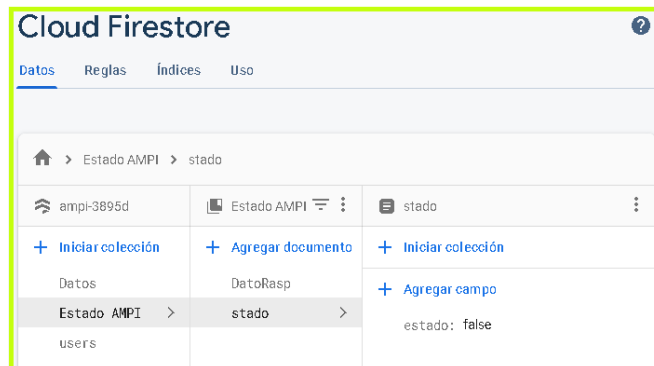 Cloud Firestore
Datos Reglas Índices Uso
Estado AMPI > stado
ampi-3895d Estado AMPI stado
+ Iniciar colección + Agregar documento + Iniciar colección
Datos DatoRasp + Agregar campo
Estado AMPI > stado > estado: false
users